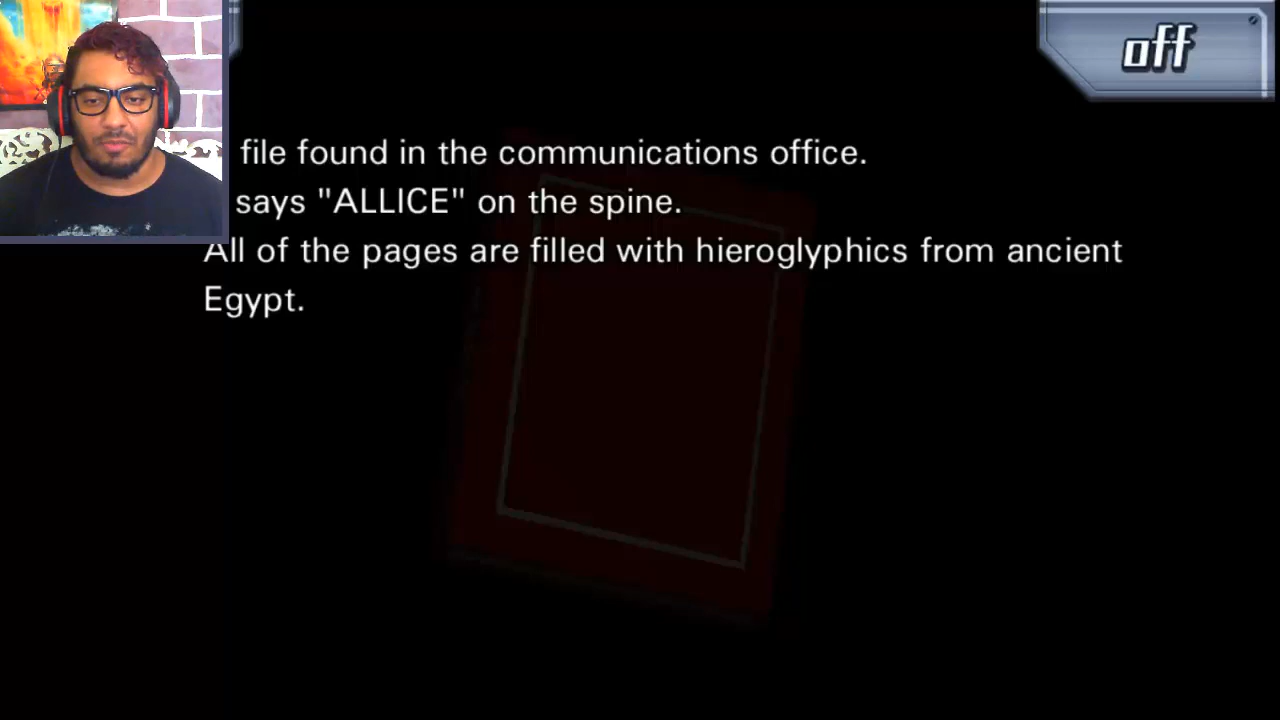 off
file found in the communications office.
says "ALLICE" on the spine.
All of the pages are filled with hieroglyphics from ancient
Egypt.